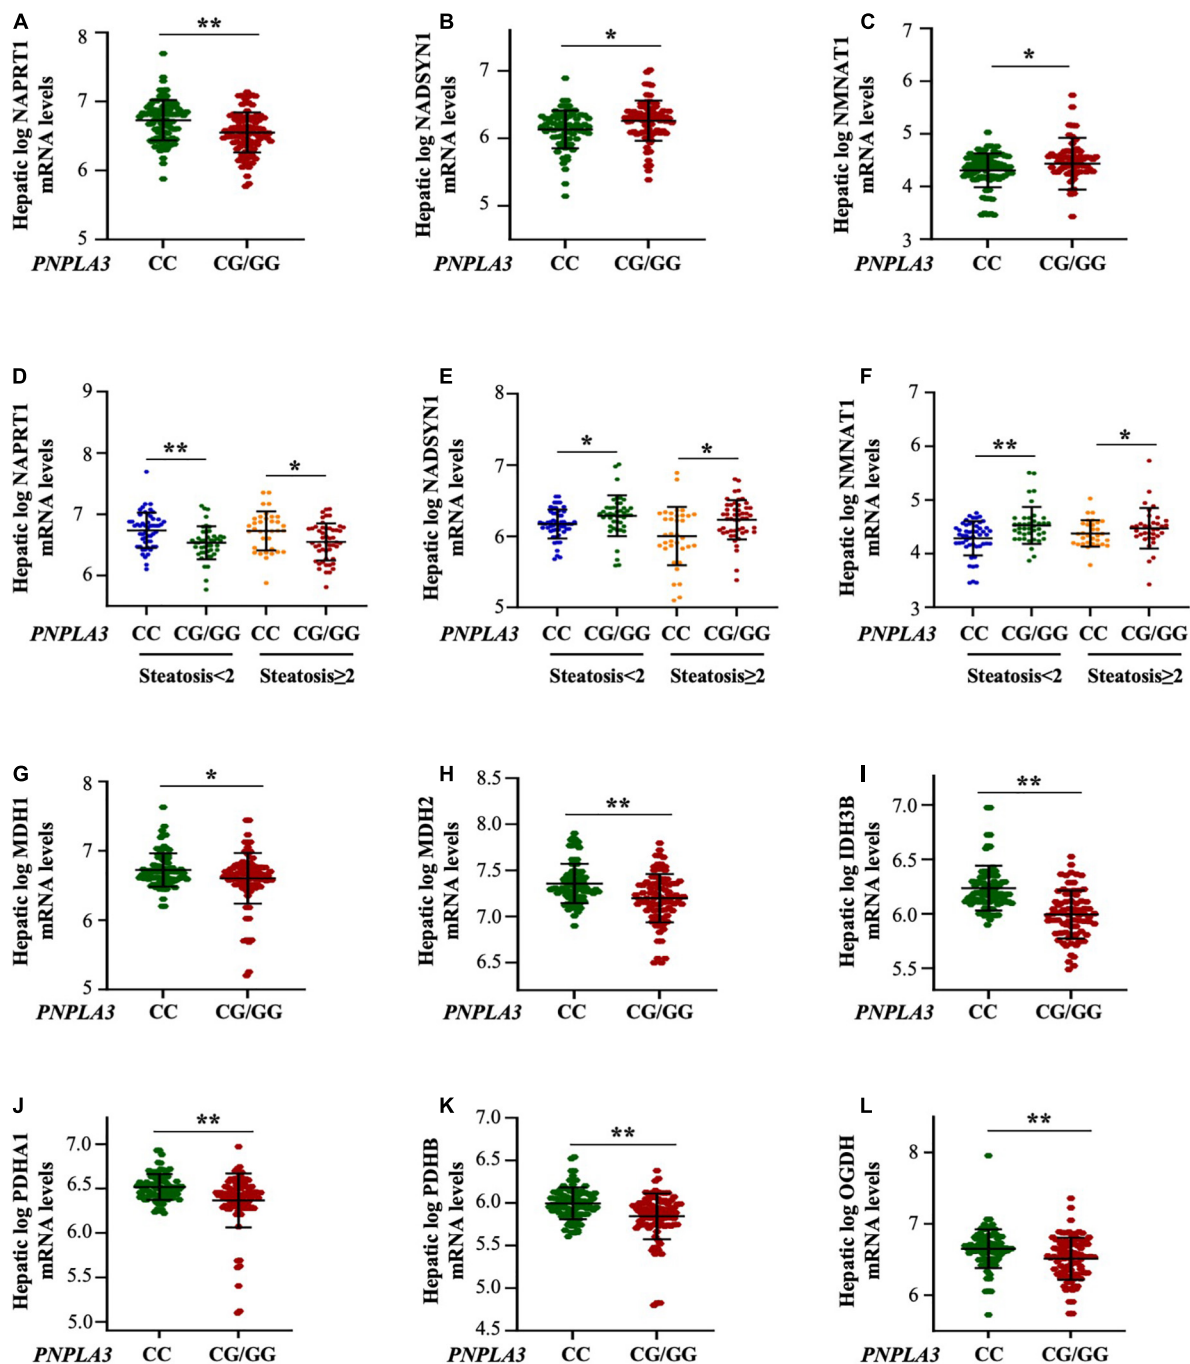 A
Hepatic log NAPRT1
mRNA levels
8
7
6
5
**
PNPLA3 CC CG/GG
B
Hepatic log NADSYN1
mRNA levels
7
6
5
*
CC CG/GG
C
Hepatic log NMNAT1
mRNA levels
7
6
5
4
3
*
PNPLA3 CC CG/GG
D
Hepatic log NAPRT1
mRNA levels
9
8
7
6
** *
PNPLA3 CC CG/GG CC CG/GG
Steatosis<2 Steatosis≥2
E
Hepatic log NADSYN1
mRNA levels
8
7
6
5
* *
PNPLA3 CC CG/GG CC CG/GG
Steatosis<2 Steatosis≥2
F
Hepatic log NMNAT1
mRNA levels
7
6
5
4
3
** *
PNPLA3 CC CG/GG CC CG/GG
Steatosis<2 Steatosis≥2
G
Hepatic log MDH1
mRNA levels
8
7
6
5
*
PNPLA3 CC CG/GG
H
Hepatic log MDH2
mRNA levels
8.5
8.0
7.5
7.0
6.5
**
PNPLA3 CC CG/GG
I
Hepatic log IDH3B
mRNA levels
7.0
6.5
6.0
5.5
**
PNPLA3 CC CG/GG
J
Hepatic log PDHA1
mRNA levels
7.0
6.5
6.0
5.5
5.0
**
PNPLA3 CC CG/GG
K
Hepatic log PDHB
mRNA levels
7.0
6.5
6.0
5.5
5.0
4.5
**
PNPLA3 CC CG/GG
L
Hepatic log OGDH
mRNA levels
8
7
6
**
PNPLA3 CC CG/GG